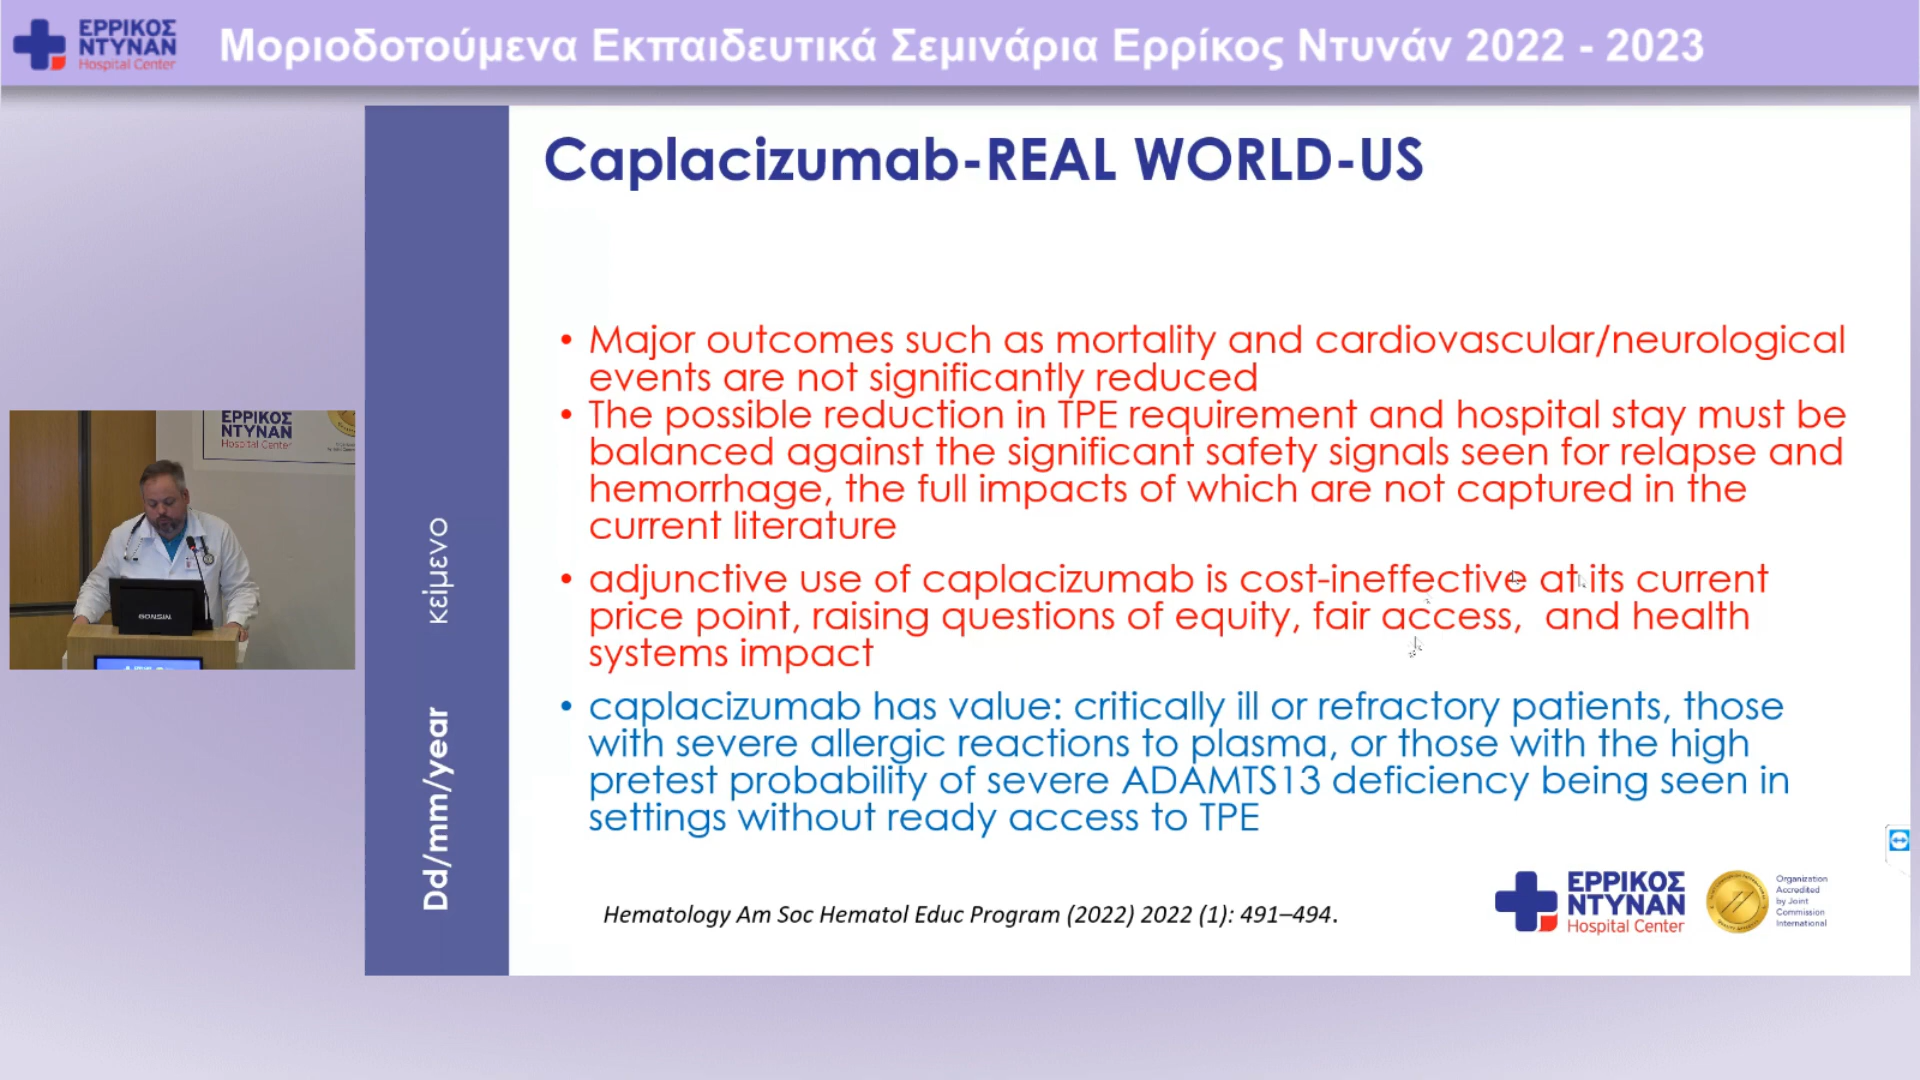 ΕΡΡΙΚΟΣ
ΝΤΥΝΑΝ
Hospital Center
Μοριοδοτούμενα Εκπαιδευτικά Σεμινάρια Ερρίκος Ντυνάν 2022 - 2023
Caplacizumab-REAL WORLD-US
• Major outcomes such as mortality and cardiovascular/neurological
events are not significantly reduced
• The possible reduction in TPE requirement and hospital stay must be
balanced against the significant safety signals seen for relapse and
hemorrhage, the full impacts of which are not captured in the
current literature
• adjunctive use of caplacizumab is cost-ineffective at its current
price point, raising questions of equity, fair access, and health
systems impact
• caplacizumab has value: critically ill or refractory patients, those
with severe allergic reactions to plasma, or those with the high
pretest probability of severe ADAMTS13 deficiency being seen in
settings without ready access to TPE
Hematology Am Soc Hematol Educ Program (2022) 2022 (1): 491–494.
κείμενο
Dd/mm/year
ΕΡΡΙΚΟΣ
ΝΤΥΝΑΝ
Hospital Center
Organization
Accredited
by Joint
Commission
International
ΕΡΡΙΚΟΣ
ΝΤΥΝΑΝ
Hospital Center